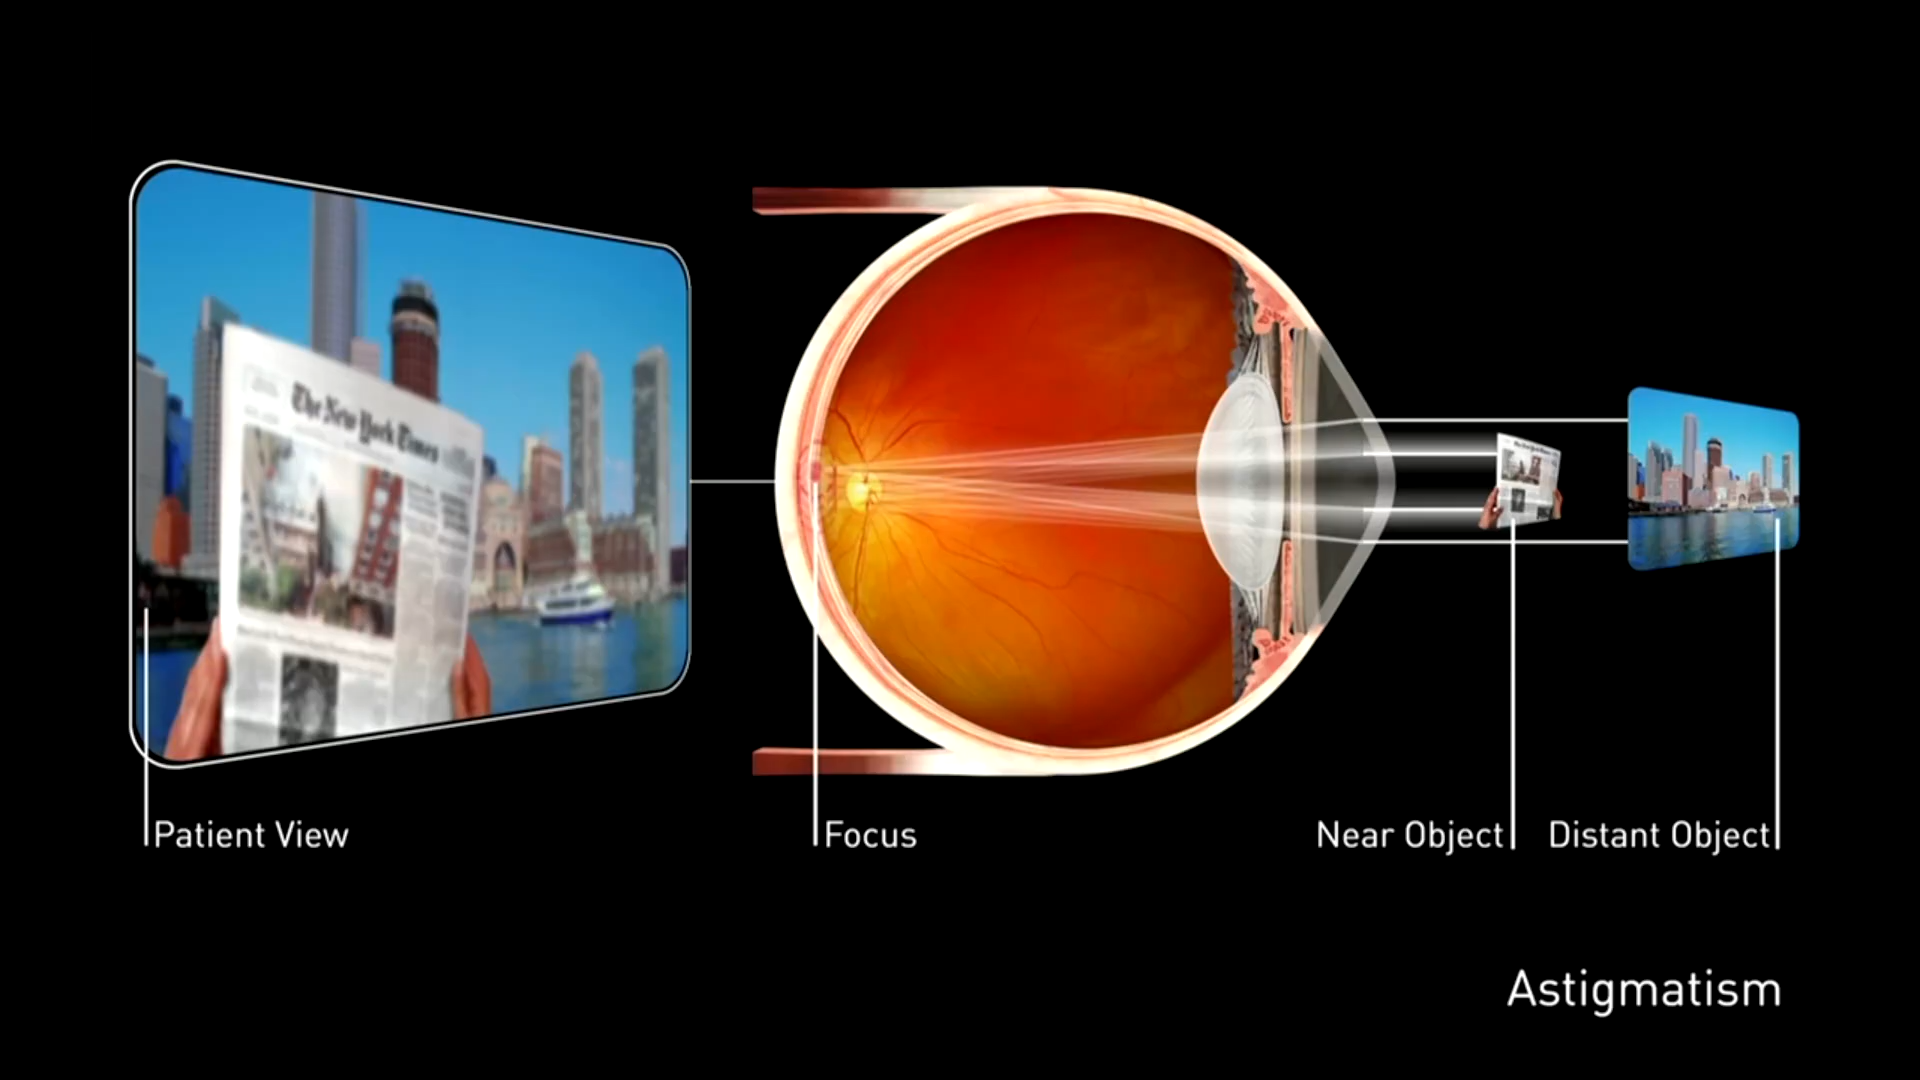 The New York Times
Patient View
Focus
Near Object
Distant Object
Astigmatism